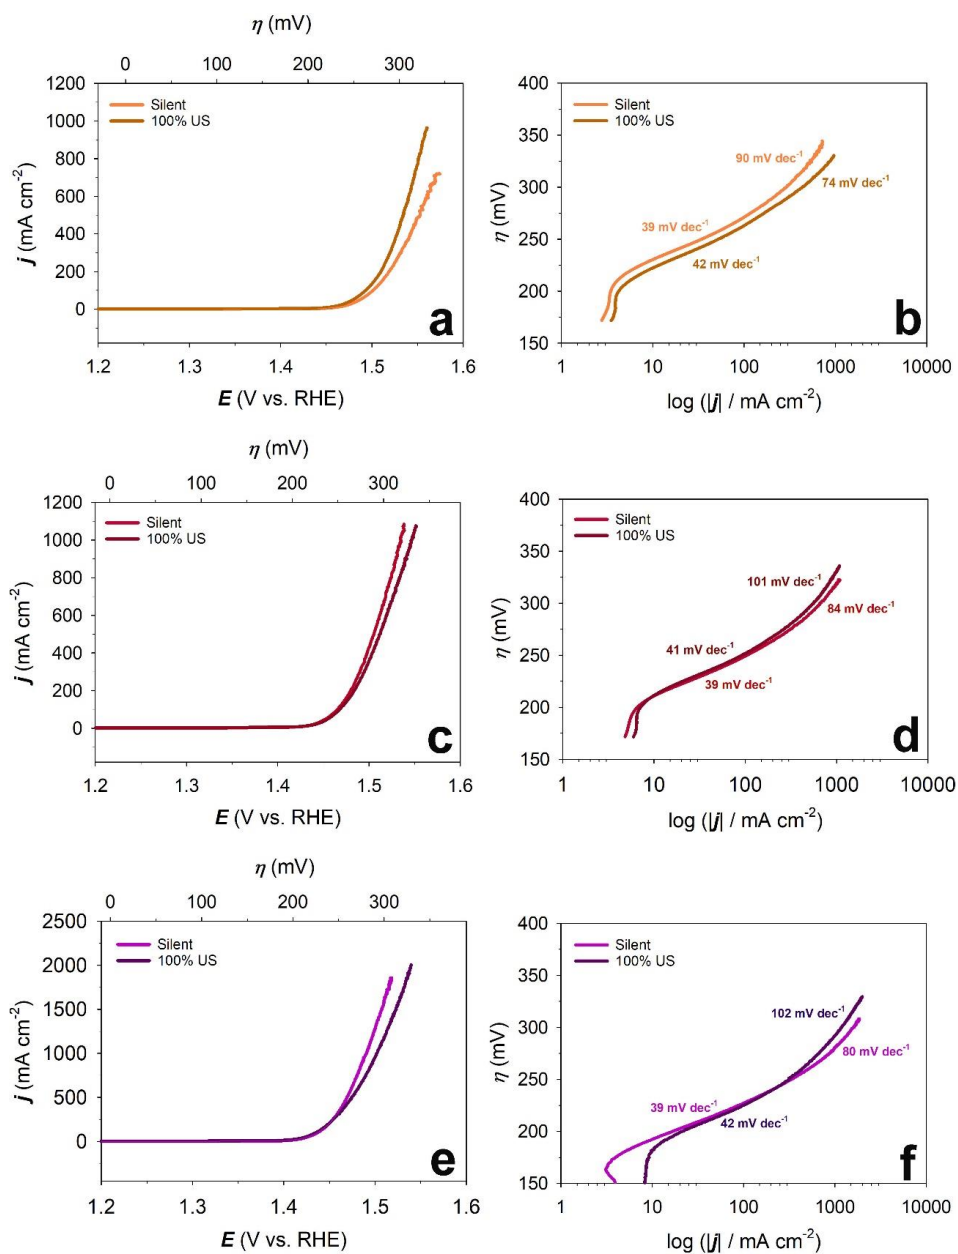 η (mV)
0 100 200 300
1200
1000
800
600
400
200
0
j (mA cm-2)
Silent
100% US
a
1.2 1.3 1.4 1.5 1.6
E (V vs. RHE)
400
350
300
250
200
150
η (mV)
Silent
100% US
90 mV dec-1
74 mV dec-1
39 mV dec-1
42 mV dec-1
b
1 10 100 1000 10000
log (|j| / mA cm-2)
η (mV)
0 100 200 300
1200
1000
800
600
400
200
0
j (mA cm-2)
Silent
100% US
c
1.2 1.3 1.4 1.5 1.6
E (V vs. RHE)
400
350
300
250
200
150
η (mV)
Silent
100% US
101 mV dec-1
84 mV dec-1
41 mV dec-1
39 mV dec-1
d
1 10 100 1000 10000
log (|j| / mA cm-2)
η (mV)
0 100 200 300
2500
2000
1500
1000
500
0
j (mA cm-2)
Silent
100% US
e
1.2 1.3 1.4 1.5 1.6
E (V vs. RHE)
400
350
300
250
200
150
η (mV)
Silent
100% US
102 mV dec-1
80 mV dec-1
39 mV dec-1
42 mV dec-1
f
1 10 100 1000 10000
log (|j| / mA cm-2)